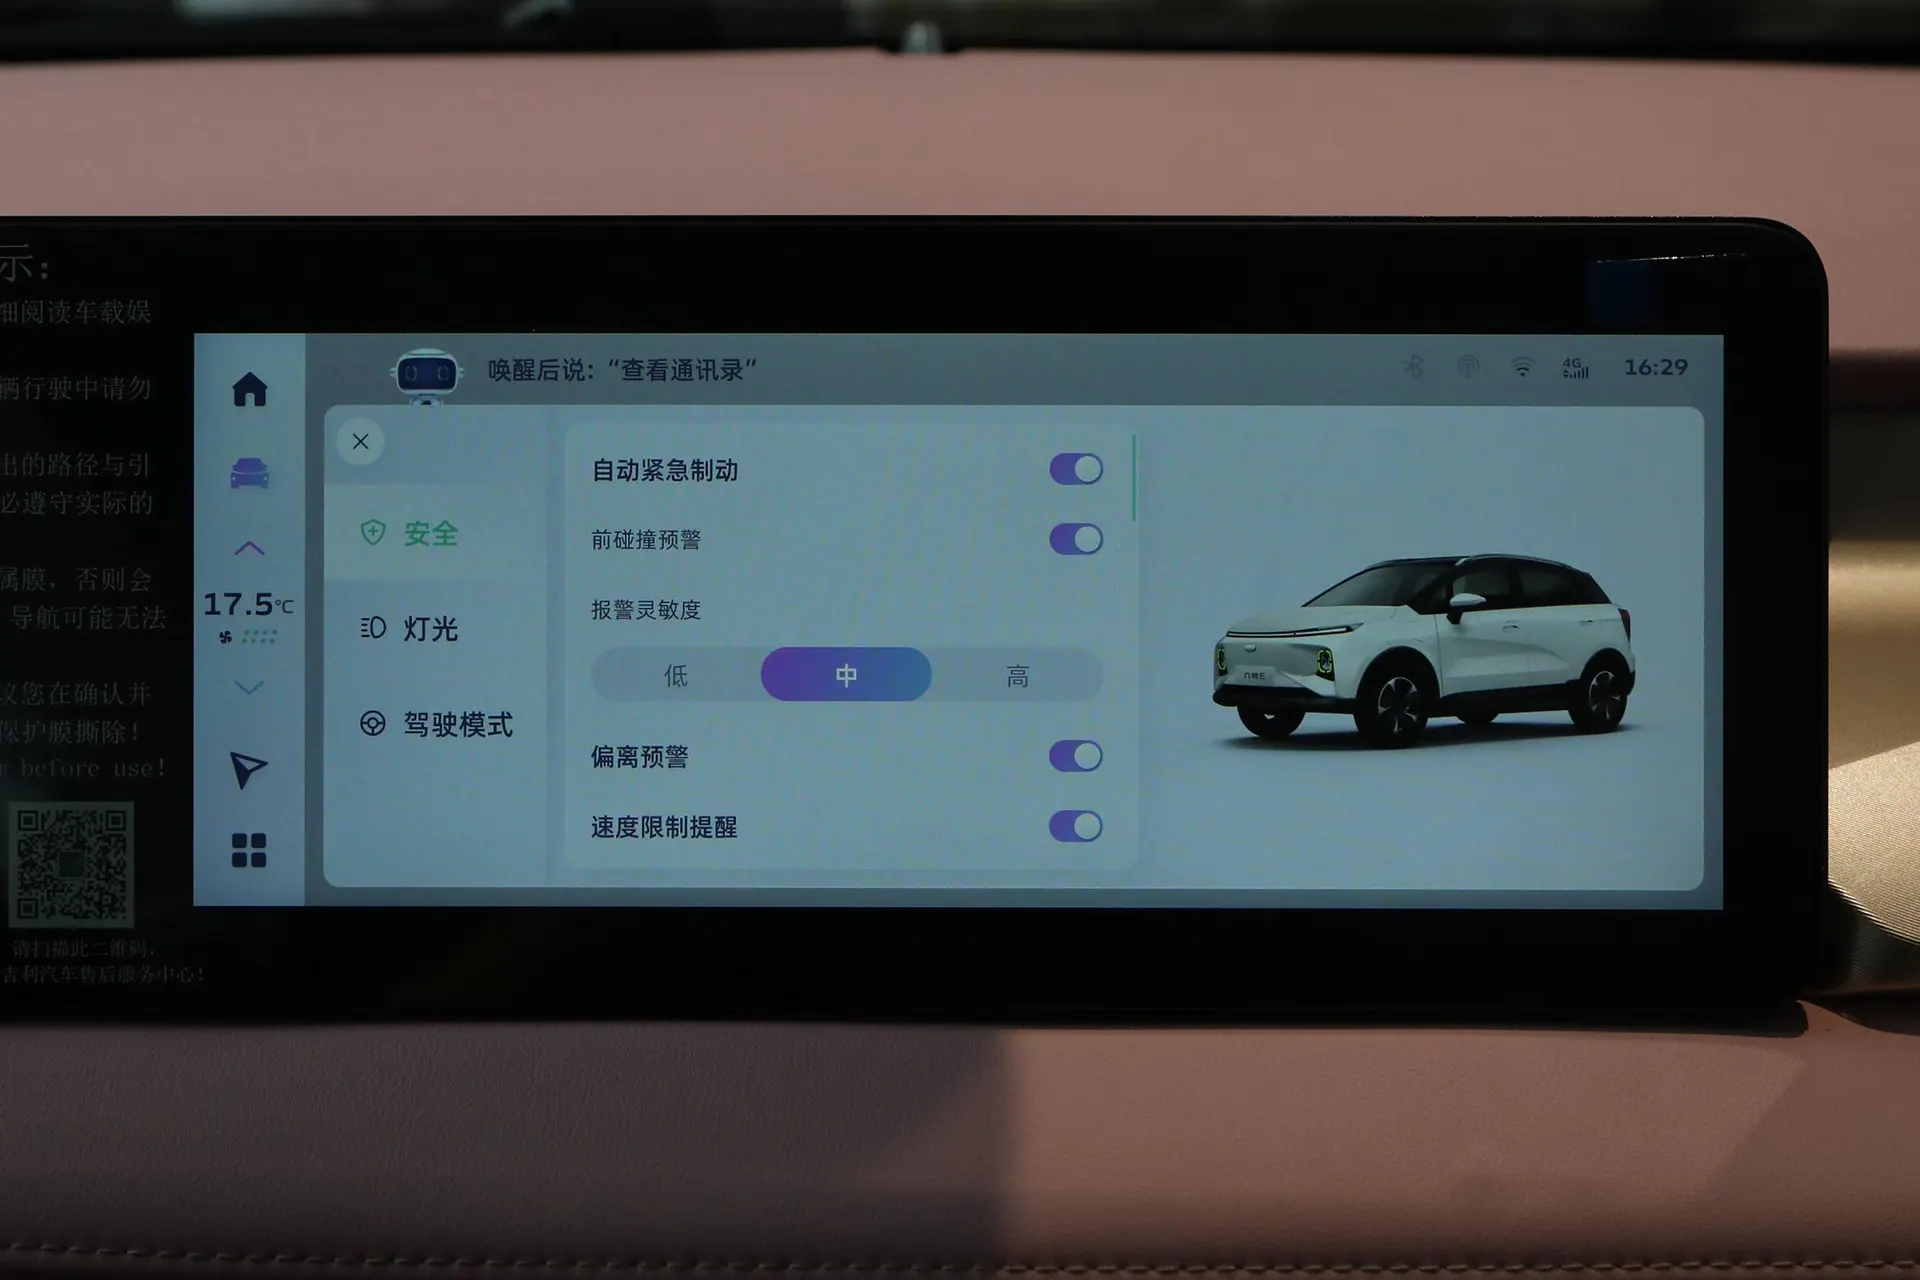 示：
细阅读车载娱
辆行驶中请勿
出的路径与引
必遵守实际的
属膜，否则会
导航可能无法
议您在确认并
保护膜撕除！
before use!
请扫描此二维码，
吉利汽车售后服务中心！
唤醒后说：“查看通讯录”
4G
16:29
17.5°C
安全
灯光
驾驶模式
自动紧急制动
前碰撞预警
报警灵敏度
低
中
高
偏离预警
速度限制提醒
几何E